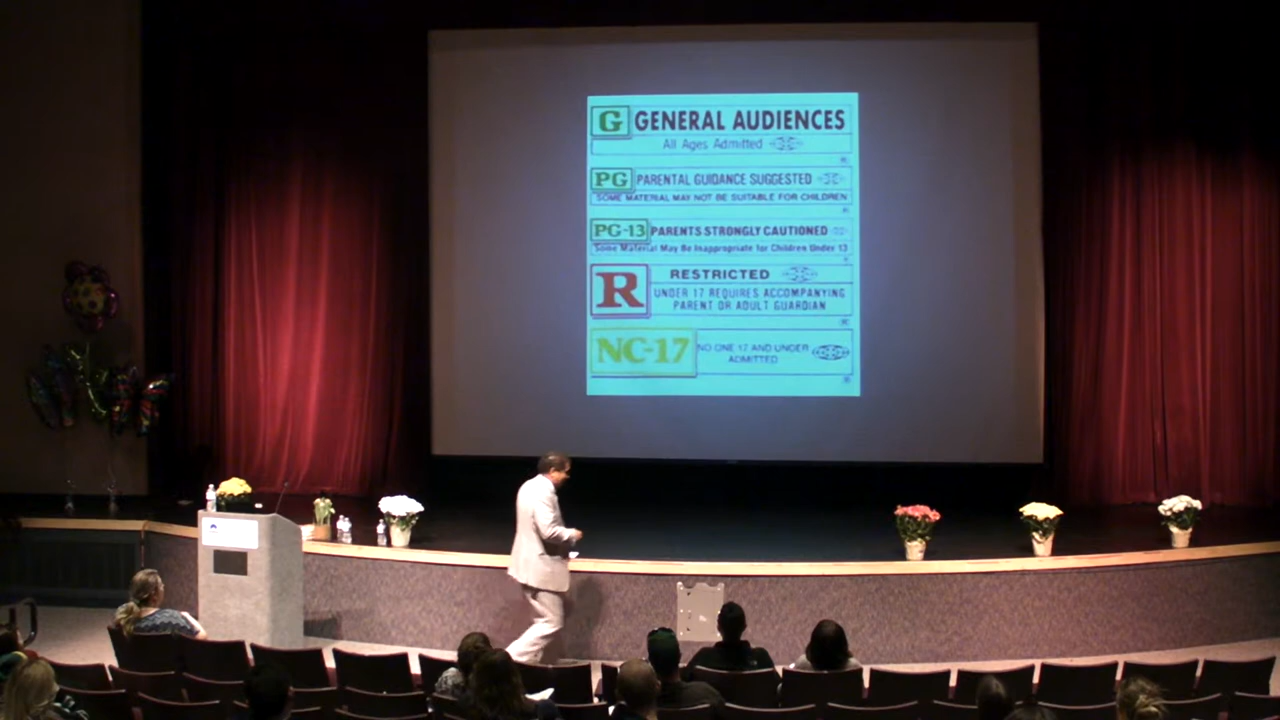 G GENERAL AUDIENCES
All Ages Admitted
PG PARENTAL GUIDANCE SUGGESTED
SOME MATERIAL MAY NOT BE SUITABLE FOR CHILDREN
PG-13 PARENTS STRONGLY CAUTIONED
Some Material May Be Inappropriate for Children Under 13
R RESTRICTED
UNDER 17 REQUIRES ACCOMPANYING
PARENT OR ADULT GUARDIAN
NC-17 NO ONE 17 AND UNDER
ADMITTED